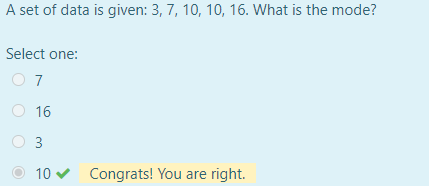 A set of data is given: 3, 7, 10, 10, 16. What is the mode?
Select one:
7
16
3
10 Congrats! You are right.